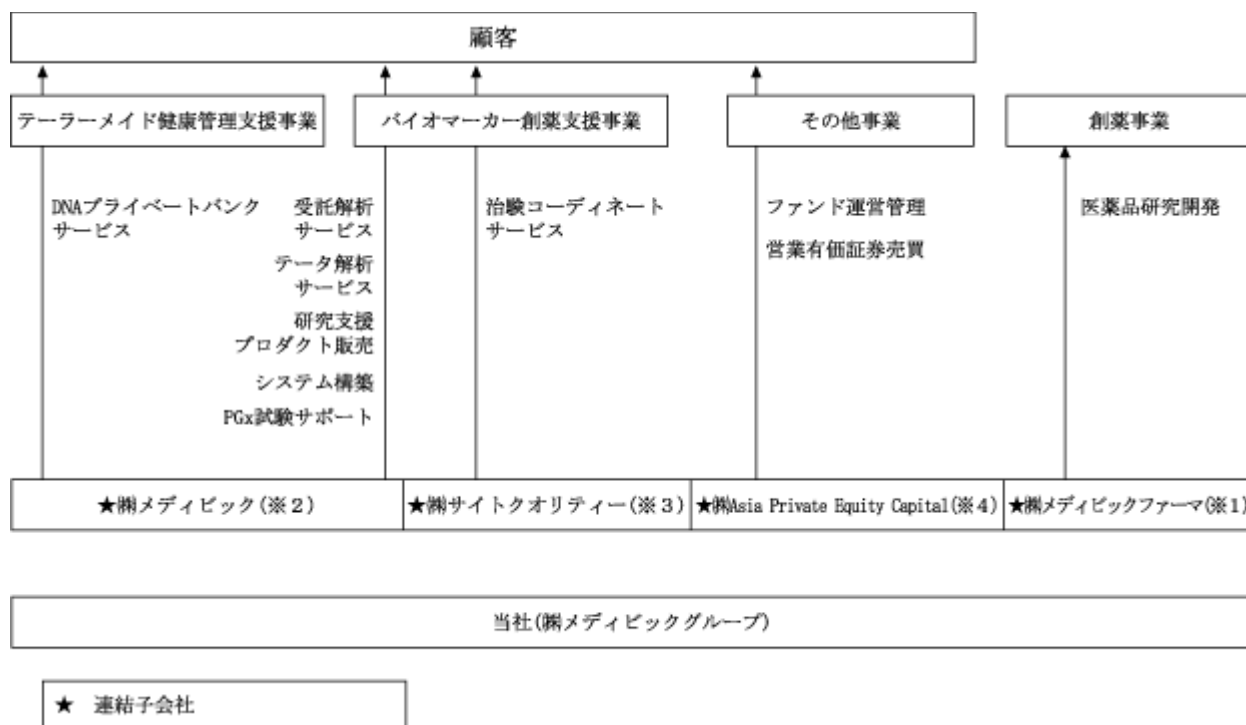 顧客
テーラーメイド健康管理支援事業
バイオマーカー創薬支援事業
その他事業
創薬事業
DNAプライベートバンク
サービス
受託解析
サービス
データ解析
サービス
研究支援
プロダクト販売
システム構築
PGx試験サポート
治験コーディネート
サービス
ファンド運営管理
営業有価証券売買
医薬品研究開発
★㈱メディビック(※2)
★㈱サイトクオリティー(※3)
★㈱Asia Private Equity Capital(※4)
★㈱メディビックファーマ(※1)
当社(㈱メディビックグループ)
★ 連結子会社